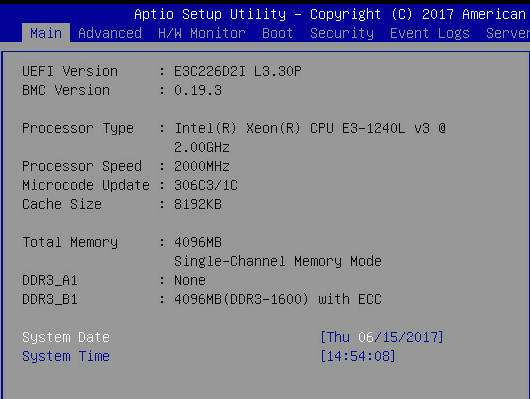 Aptio Setup Utility - Copyright (C) 2017 American
Main Advanced H/W Monitor Boot Security Event Logs Server
UEFI Version : E3C226D2I L3.30P
BMC Version : 0.19.3
Processor Type : Intel(R) Xeon(R) CPU E3-1240L v3 @
2.00GHz
Processor Speed : 2000MHz
Microcode Update : 306C3/1C
Cache Size : 8192KB
Total Memory : 4096MB
Single-Channel Memory Mode
DDR3_A1 : None
DDR3_B1 : 4096MB(DDR3-1600) with ECC
System Date [Thu 06/15/2017]
System Time [14:54:08]